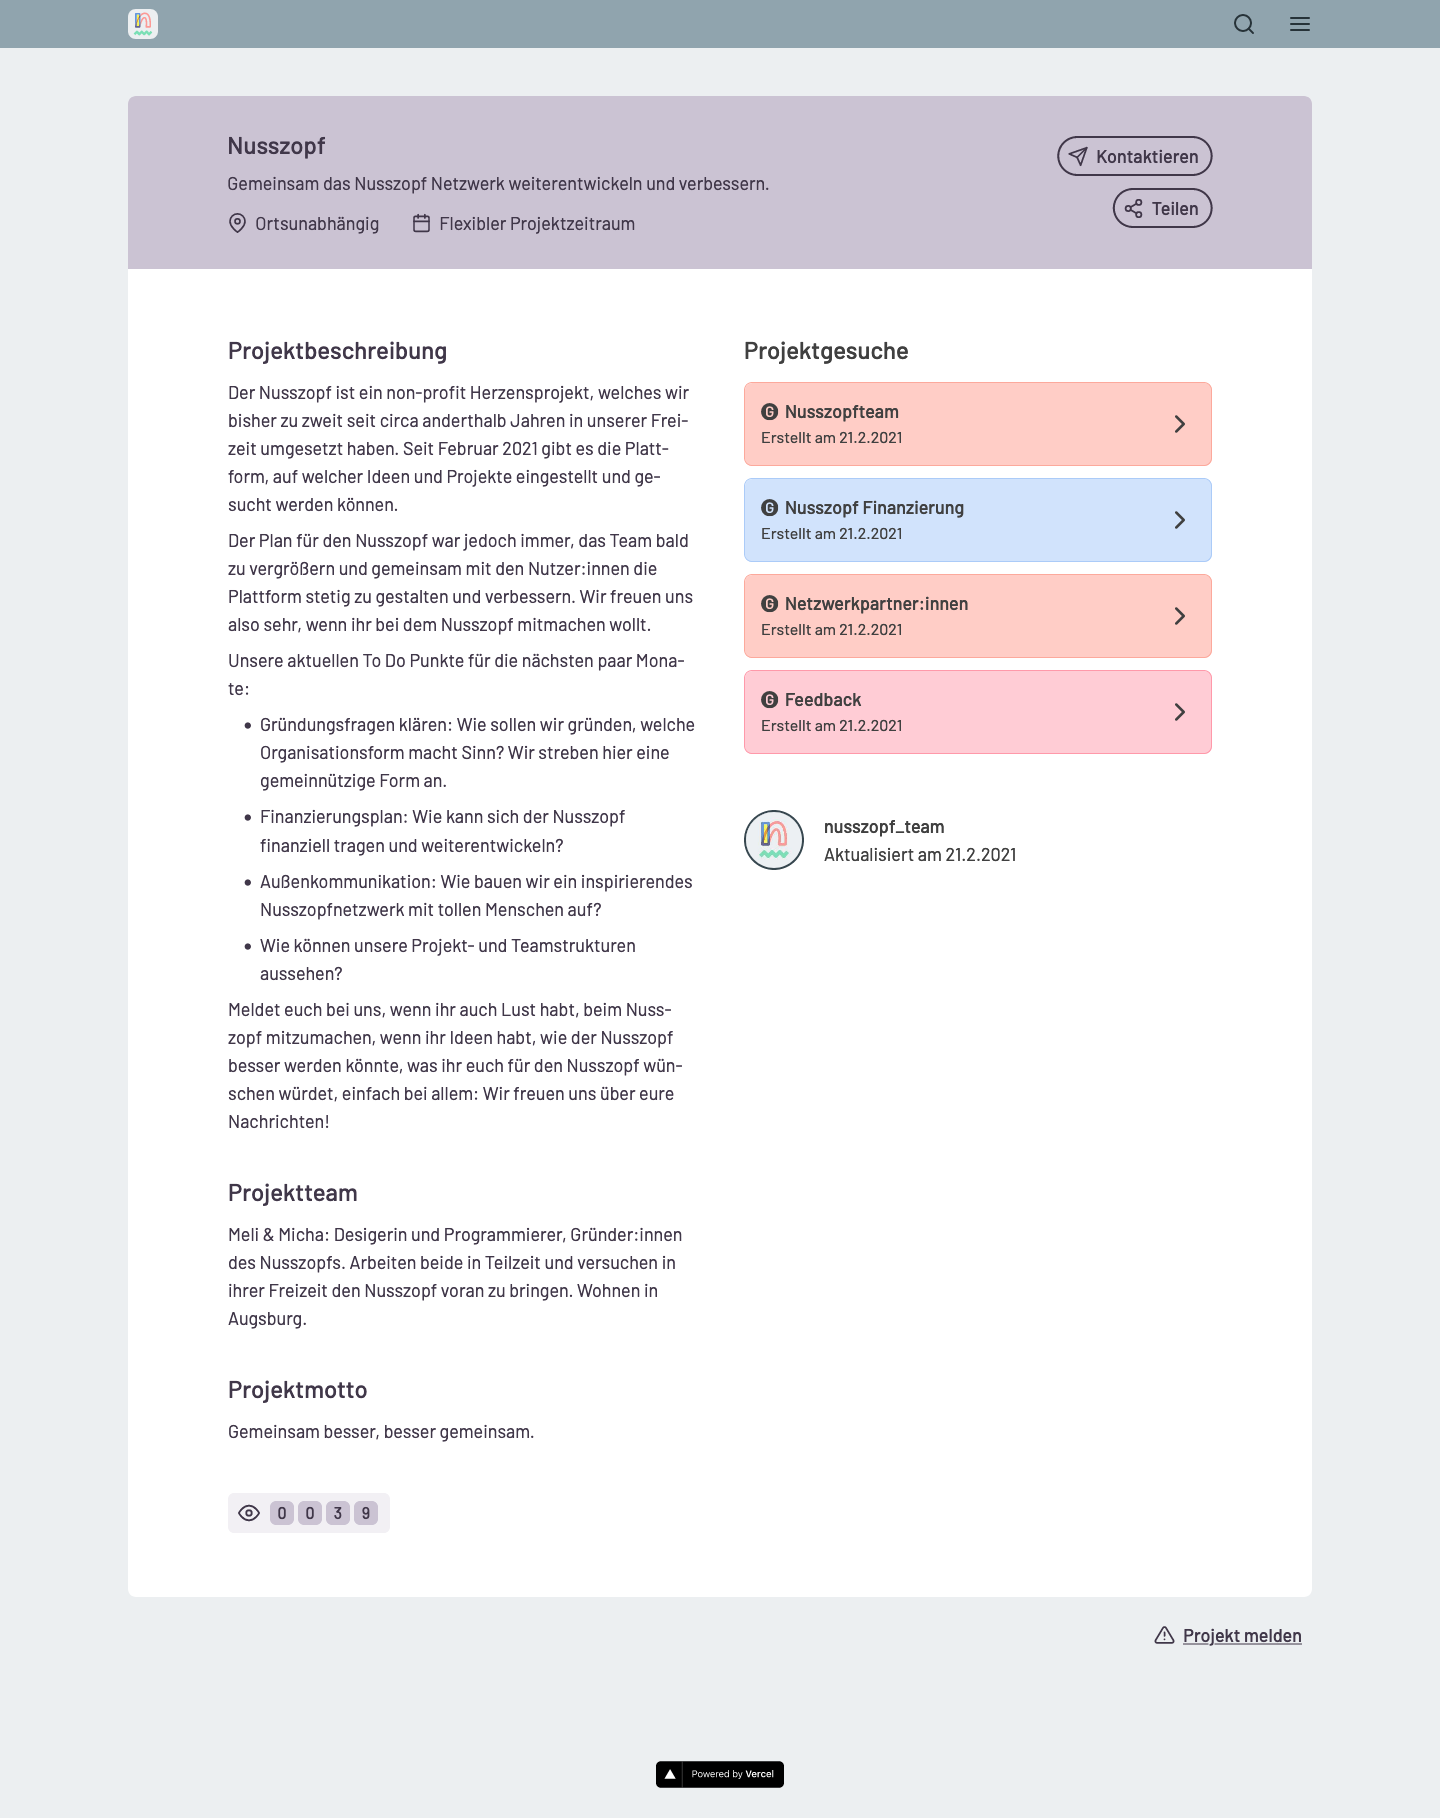 Nusszopf
Gemeinsam das Nusszopf Netzwerk weiterentwickeln und verbessern.
Ortsunabhängig
Flexibler Projektzeitraum
Kontaktieren
Teilen
Projektbeschreibung
Der Nusszopf ist ein non-profit Herzensprojekt, welches wir
bisher zu zweit seit circa anderthalb Jahren in unserer Frei-
zeit umgesetzt haben. Seit Februar 2021 gibt es die Platt-
form, auf welcher Ideen und Projekte eingestellt und ge-
sucht werden können.
Der Plan für den Nusszopf war jedoch immer, das Team bald
zu vergrößern und gemeinsam mit den Nutzer:innen die
Plattform stetig zu gestalten und verbessern. Wir freuen uns
also sehr, wenn ihr bei dem Nusszopf mitmachen wollt.
Unsere aktuellen To Do Punkte für die nächsten paar Mona-
te:
• Gründungsfragen klären: Wie sollen wir gründen, welche
Organisationsform macht Sinn? Wir streben hier eine
gemeinnützige Form an.
• Finanzierungsplan: Wie kann sich der Nusszopf
finanziell tragen und weiterentwickeln?
• Außenkommunikation: Wie bauen wir ein inspirierendes
Nusszopfnetzwerk mit tollen Menschen auf?
• Wie können unsere Projekt- und Teamstrukturen
aussehen?
Meldet euch bei uns, wenn ihr auch Lust habt, beim Nuss-
zopf mitzumachen, wenn ihr Ideen habt, wie der Nusszopf
besser werden könnte, was ihr euch für den Nusszopf wün-
schen würdet, einfach bei allem: Wir freuen uns über eure
Nachrichten!
Projektteam
Meli & Micha: Desigerin und Programmierer, Gründer:innen
des Nusszopfs. Arbeiten beide in Teilzeit und versuchen in
ihrer Freizeit den Nusszopf voran zu bringen. Wohnen in
Augsburg.
Projektmotto
Gemeinsam besser, besser gemeinsam.
0 0 3 9
Projektgesuche
G Nusszopfteam
Erstellt am 21.2.2021
G Nusszopf Finanzierung
Erstellt am 21.2.2021
G Netzwerkpartner:innen
Erstellt am 21.2.2021
G Feedback
Erstellt am 21.2.2021
nusszopf_team
Aktualisiert am 21.2.2021
Projekt melden
Powered by Vercel